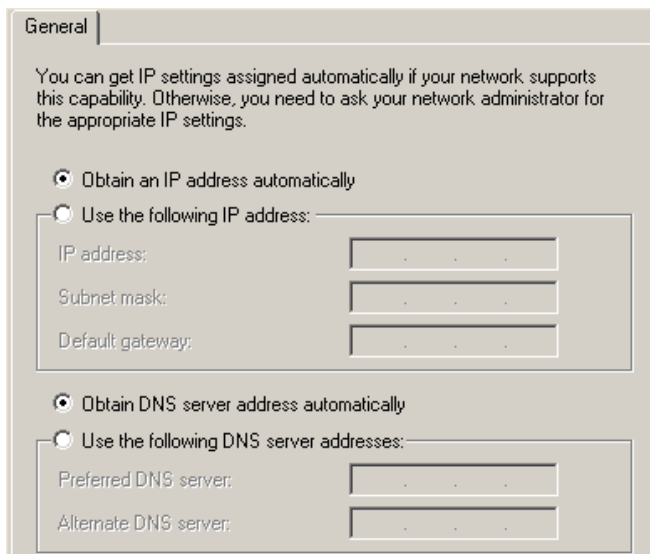 General
You can get IP settings assigned automatically if your network supports
this capability. Otherwise, you need to ask your network administrator for
the appropriate IP settings.
Obtain an IP address automatically
Use the following IP address:
IP address:
Subnet mask:
Default gateway:
Obtain DNS server address automatically
Use the following DNS server addresses:
Preferred DNS server:
Alternate DNS server: